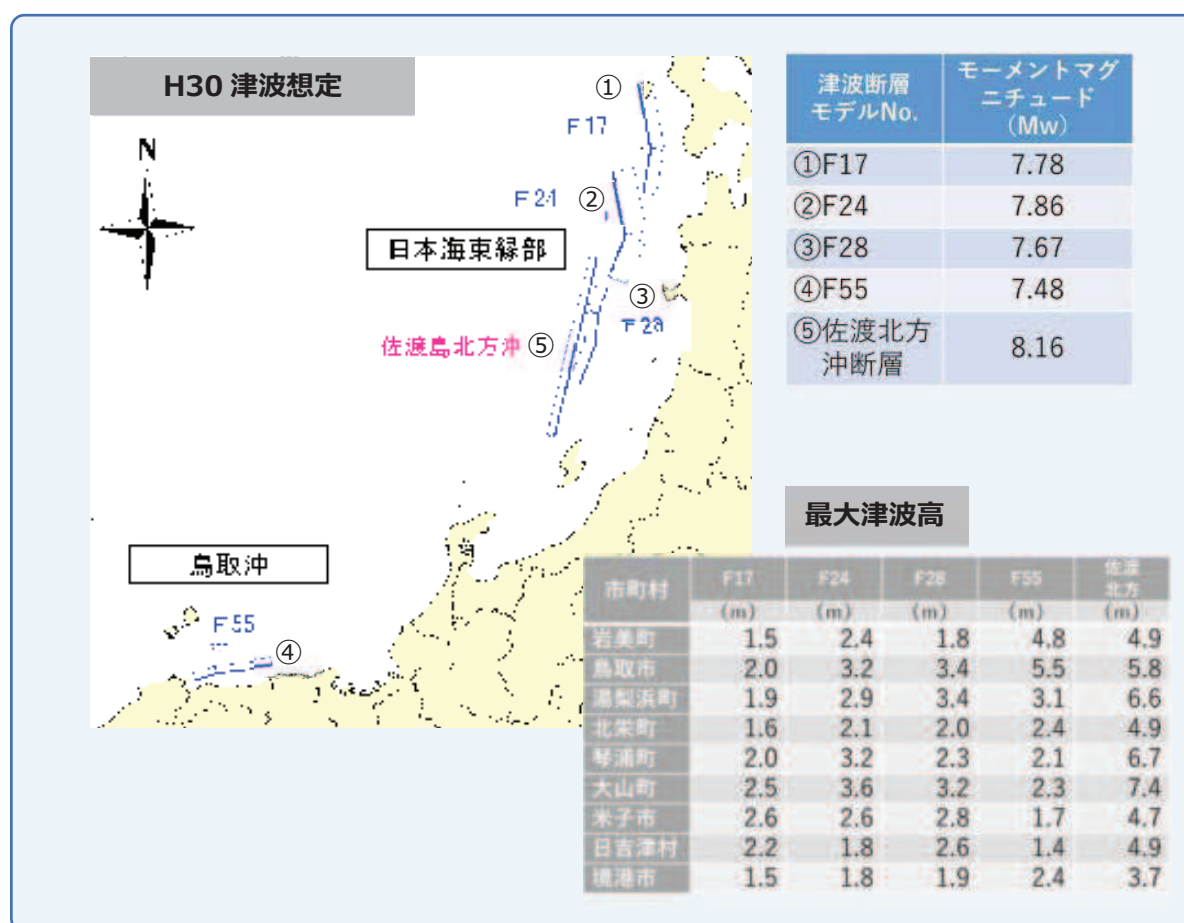 H30 津波想定
N
①
F17
F24
②
日本海東縁部
③
F28
佐渡島北方沖 ⑤
鳥取沖
F55
④
津波断層モデルNo. モーメントマグニチュード(Mw)
①F17 7.78
②F24 7.86
③F28 7.67
④F55 7.48
⑤佐渡北方沖断層 8.16
最大津波高
市町村 F17 F24 F28 F55 佐渡北方
(m) (m) (m) (m) (m)
岩美町 1.5 2.4 1.8 4.8 4.9
鳥取市 2.0 3.2 3.4 5.5 5.8
湯梨浜町 1.9 2.9 3.4 3.1 6.6
北栄町 1.6 2.1 2.0 2.4 4.9
琴浦町 2.0 3.2 2.3 2.1 6.7
大山町 2.5 3.6 3.2 2.3 7.4
米子市 2.6 2.6 2.8 1.7 4.7
日吉津村 2.2 1.8 2.6 1.4 4.9
境港市 1.5 1.8 1.9 2.4 3.7